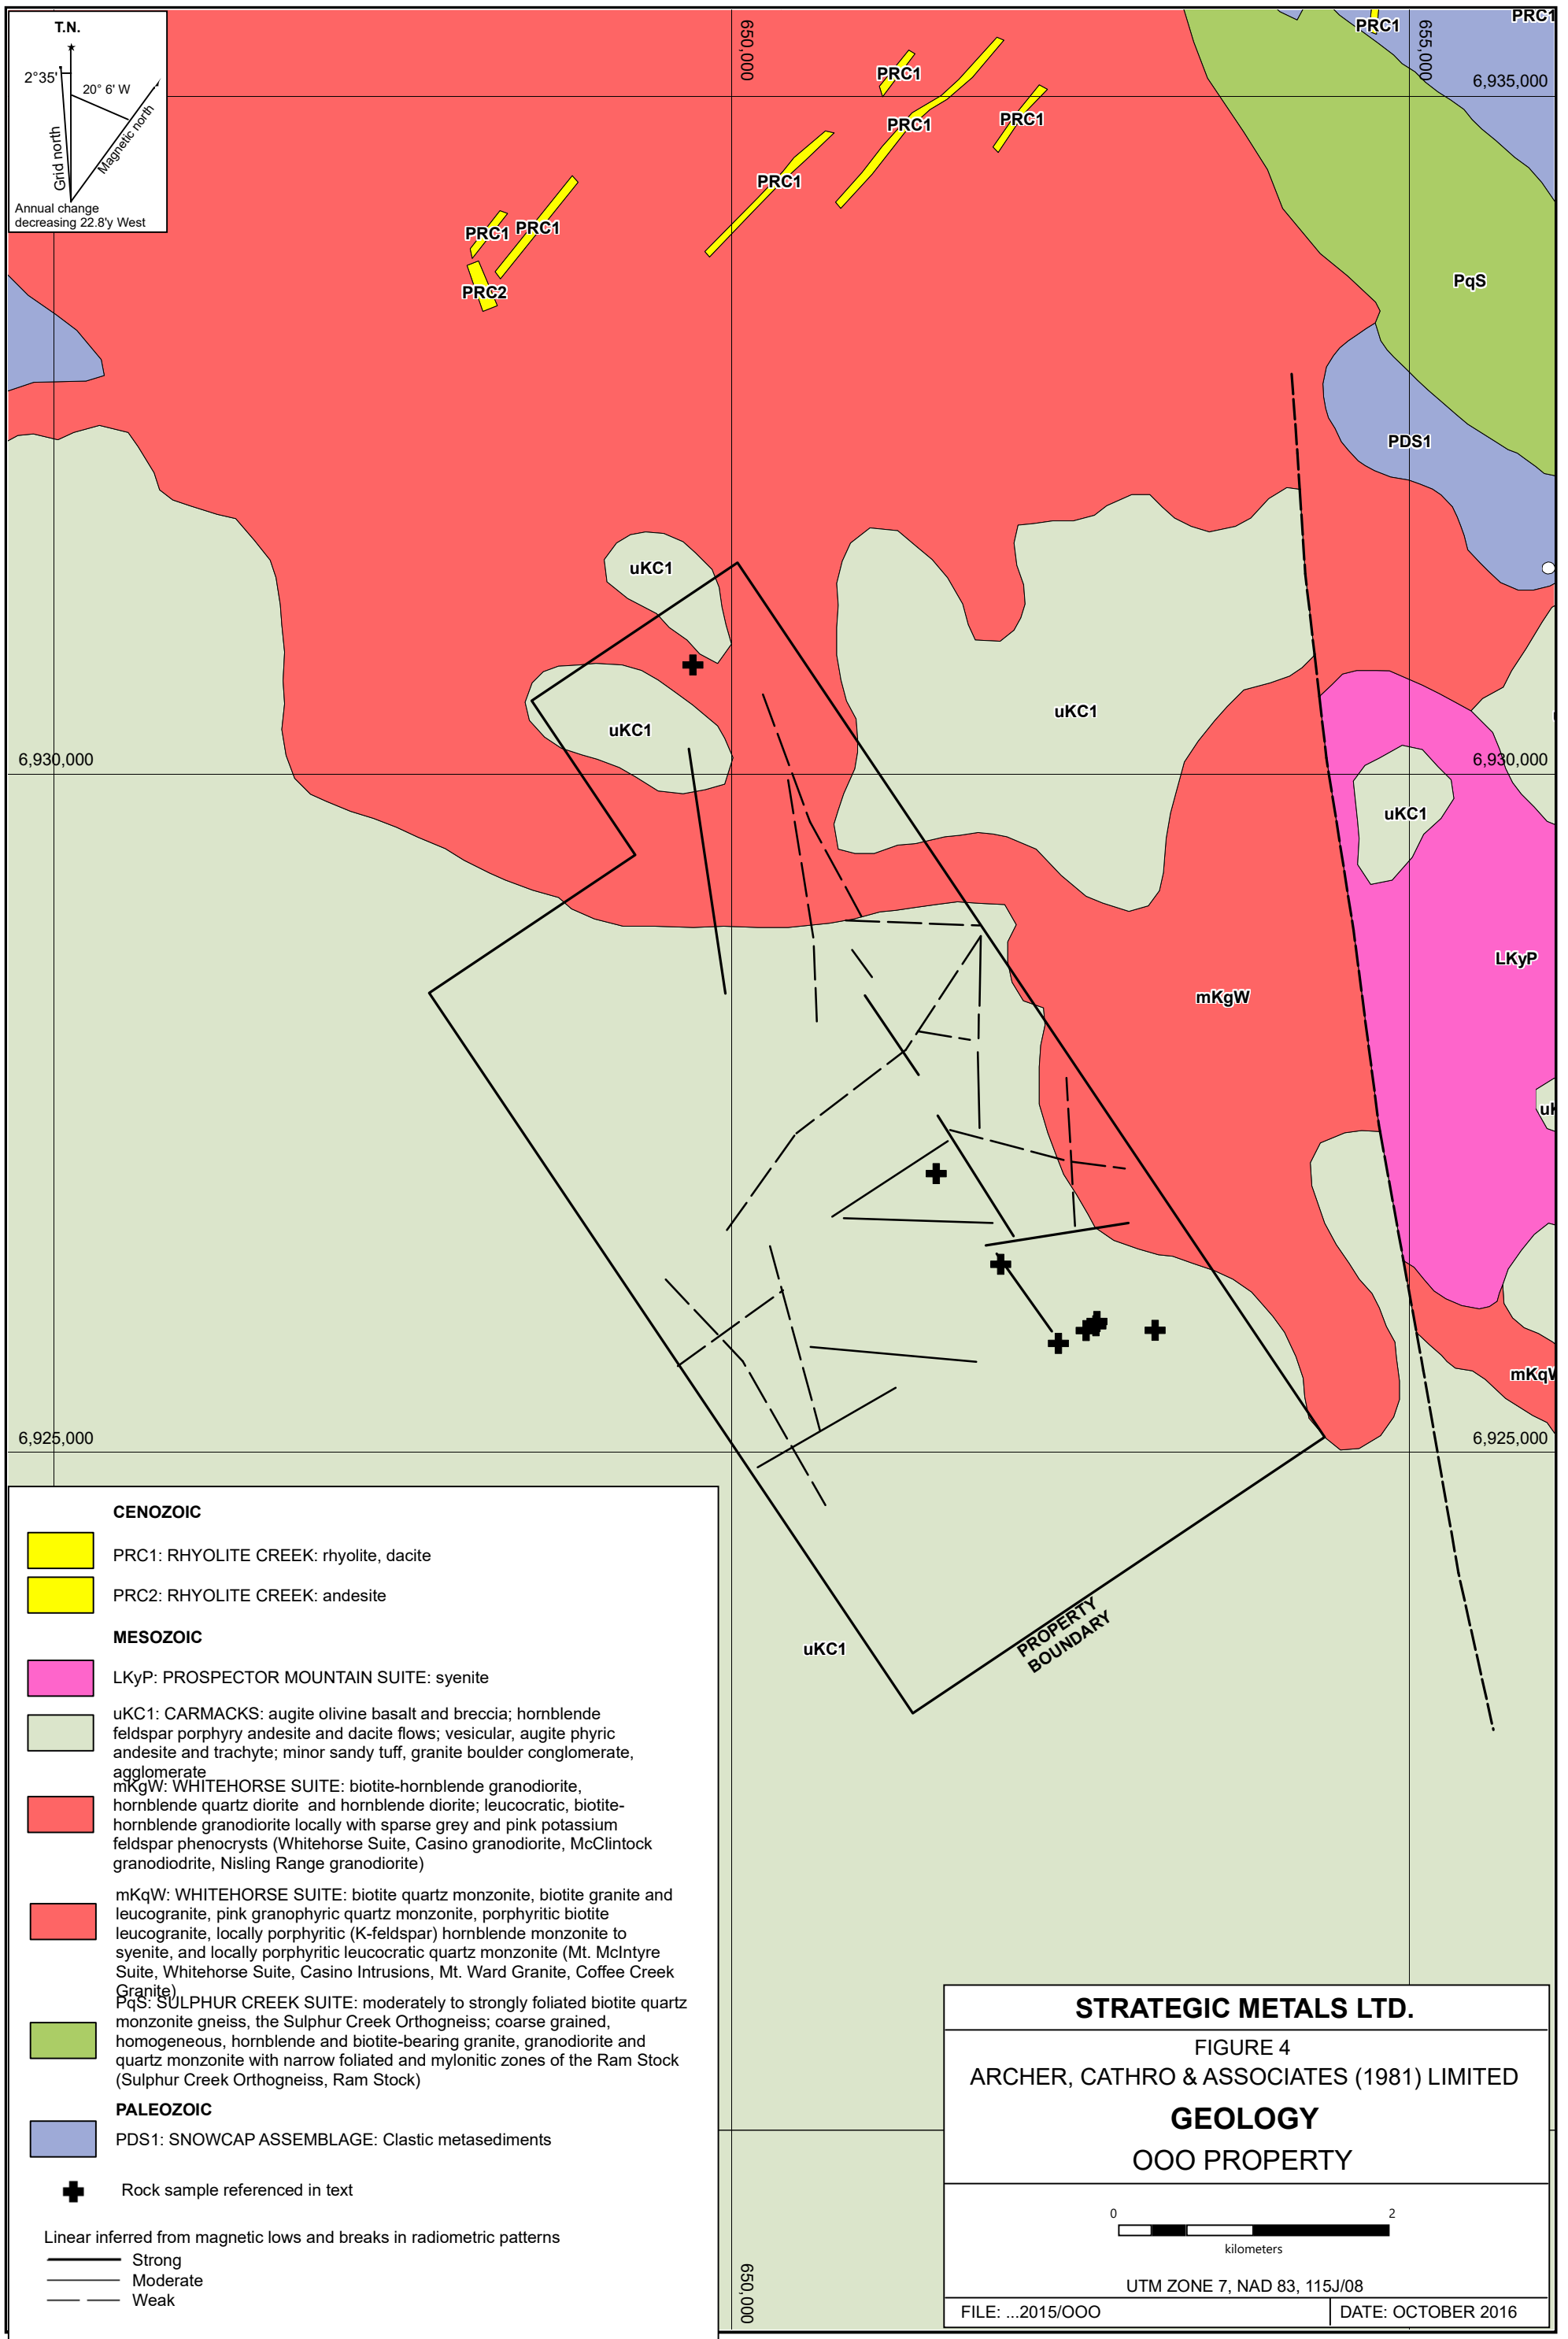 T.N.
2°35'
20° 6' W
Grid north
Magnetic north
Annual change
decreasing 22.8'y West
650,000
655,000
6,935,000
PRC1
PRC1
PRC1
PRC1
PRC1
PRC1
PRC1
PRC1
PRC2
PqS
PDS1
uKC1
uKC1
uKC1
6,930,000
6,930,000
uKC1
LKyP
mKgW
uK
mKqW
6,925,000
6,925,000
uKC1
PROPERTY
BOUNDARY
CENOZOIC
PRC1: RHYOLITE CREEK: rhyolite, dacite
PRC2: RHYOLITE CREEK: andesite
MESOZOIC
LKyP: PROSPECTOR MOUNTAIN SUITE: syenite
uKC1: CARMACKS: augite olivine basalt and breccia; hornblende
feldspar porphyry andesite and dacite flows; vesicular, augite phyric
andesite and trachyte; minor sandy tuff, granite boulder conglomerate,
agglomerate
mKgW: WHITEHORSE SUITE: biotite-hornblende granodiorite,
hornblende quartz diorite and hornblende diorite; leucocratic, biotite-
hornblende granodiorite locally with sparse grey and pink potassium
feldspar phenocrysts (Whitehorse Suite, Casino granodiorite, McClintock
granodiodrite, Nisling Range granodiorite)
mKqW: WHITEHORSE SUITE: biotite quartz monzonite, biotite granite and
leucogranite, pink granophyric quartz monzonite, porphyritic biotite
leucogranite, locally porphyritic (K-feldspar) hornblende monzonite to
syenite, and locally porphyritic leucocratic quartz monzonite (Mt. McIntyre
Suite, Whitehorse Suite, Casino Intrusions, Mt. Ward Granite, Coffee Creek
Granite)
PqS: SULPHUR CREEK SUITE: moderately to strongly foliated biotite quartz
monzonite gneiss, the Sulphur Creek Orthogneiss; coarse grained,
homogeneous, hornblende and biotite-bearing granite, granodiorite and
quartz monzonite with narrow foliated and mylonitic zones of the Ram Stock
(Sulphur Creek Orthogneiss, Ram Stock)
PALEOZOIC
PDS1: SNOWCAP ASSEMBLAGE: Clastic metasediments
Rock sample referenced in text
Linear inferred from magnetic lows and breaks in radiometric patterns
Strong
Moderate
Weak
650,000
STRATEGIC METALS LTD.
FIGURE 4
ARCHER, CATHRO & ASSOCIATES (1981) LIMITED
GEOLOGY
OOO PROPERTY
0 2
kilometers
UTM ZONE 7, NAD 83, 115J/08
FILE: ...2015/OOO
DATE: OCTOBER 2016